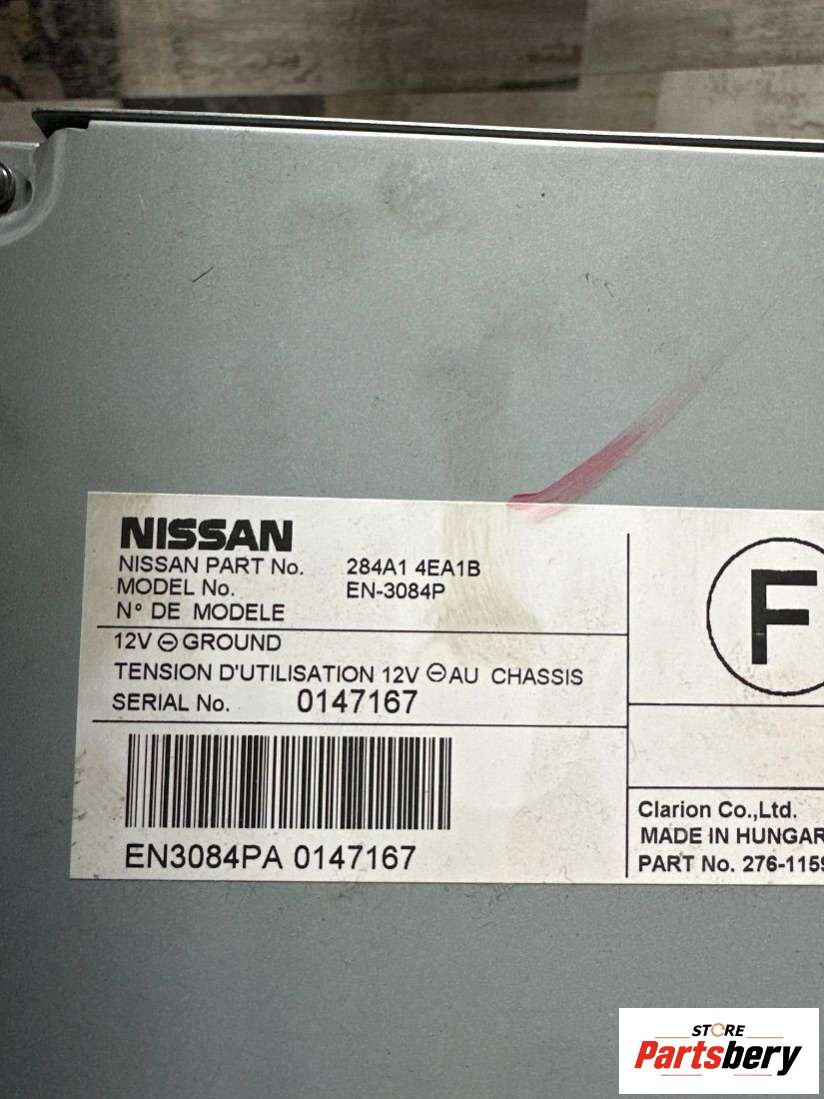 NISSAN
NISSAN PART No. 284A1 4EA1B
MODEL No. EN-3084P
N° DE MODELE
12V ⊖ GROUND
TENSION D'UTILISATION 12V ⊖ AU CHASSIS
SERIAL No. 0147167
EN3084PA 0147167
F
Clarion Co.,Ltd.
MADE IN HUNGAR
PART No. 276-1159
STORE
Partsbery